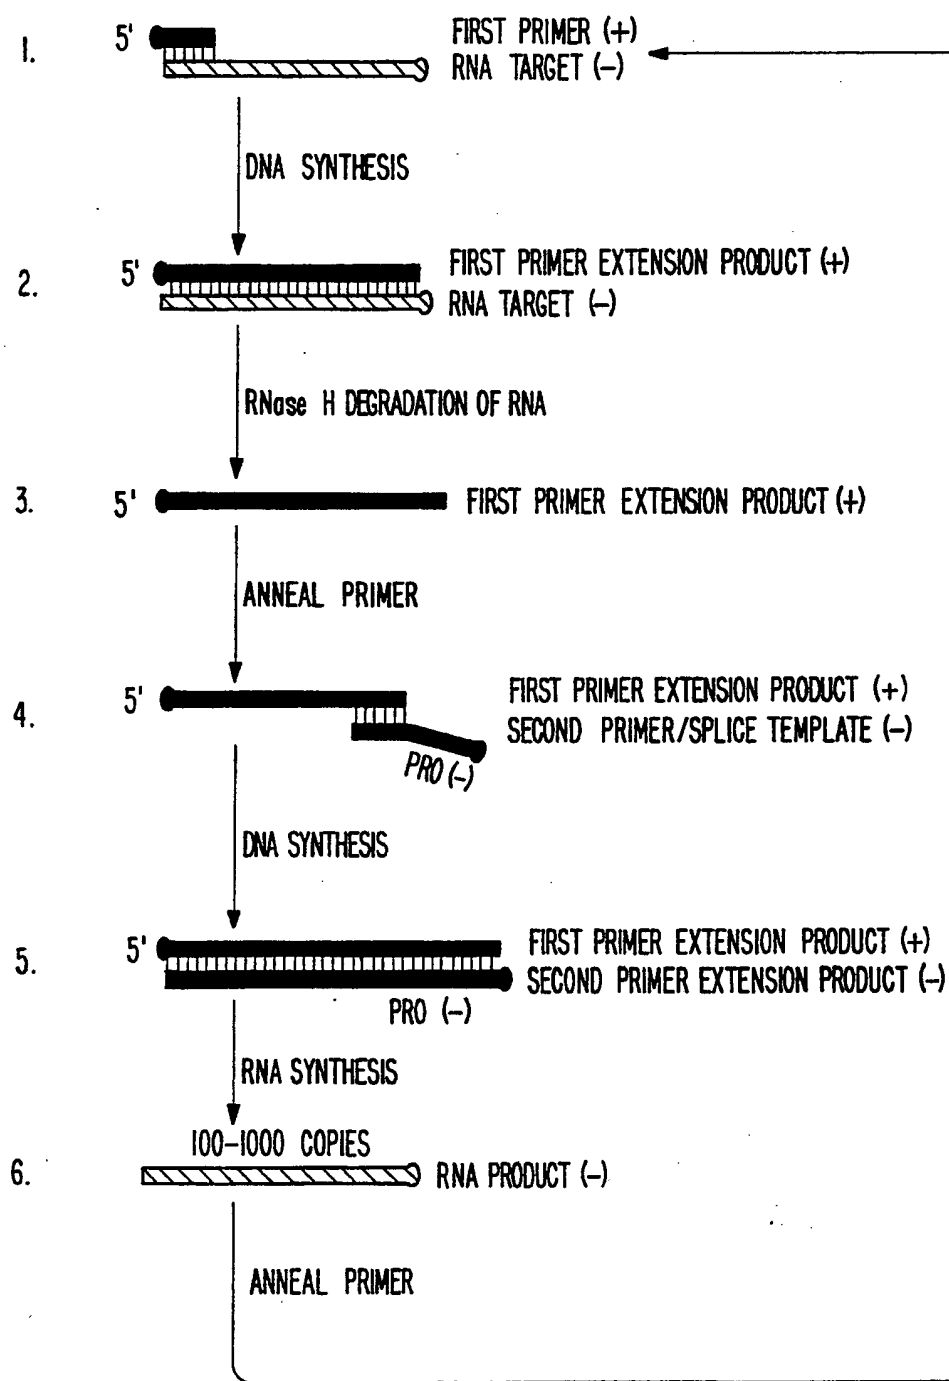 1.
5'
FIRST PRIMER (+)
RNA TARGET (–)
DNA SYNTHESIS
2.
5'
FIRST PRIMER EXTENSION PRODUCT (+)
RNA TARGET (–)
RNase H DEGRADATION OF RNA
3.
5'
FIRST PRIMER EXTENSION PRODUCT (+)
ANNEAL PRIMER
4.
5'
FIRST PRIMER EXTENSION PRODUCT (+)
SECOND PRIMER/SPLICE TEMPLATE (–)
PRO (–)
DNA SYNTHESIS
5.
5'
FIRST PRIMER EXTENSION PRODUCT (+)
SECOND PRIMER EXTENSION PRODUCT (–)
PRO (–)
RNA SYNTHESIS
100-1000 COPIES
6.
RNA PRODUCT (–)
ANNEAL PRIMER